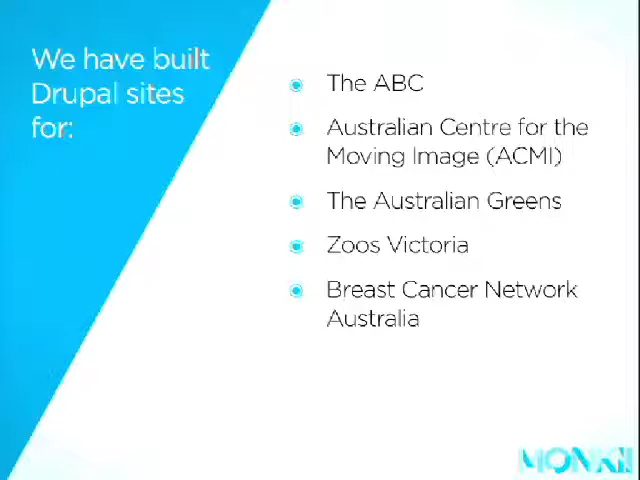 We have built
Drupal sites
for:
The ABC
Australian Centre for the
Moving Image (ACMI)
The Australian Greens
Zoos Victoria
Breast Cancer Network
Australia
MONKII